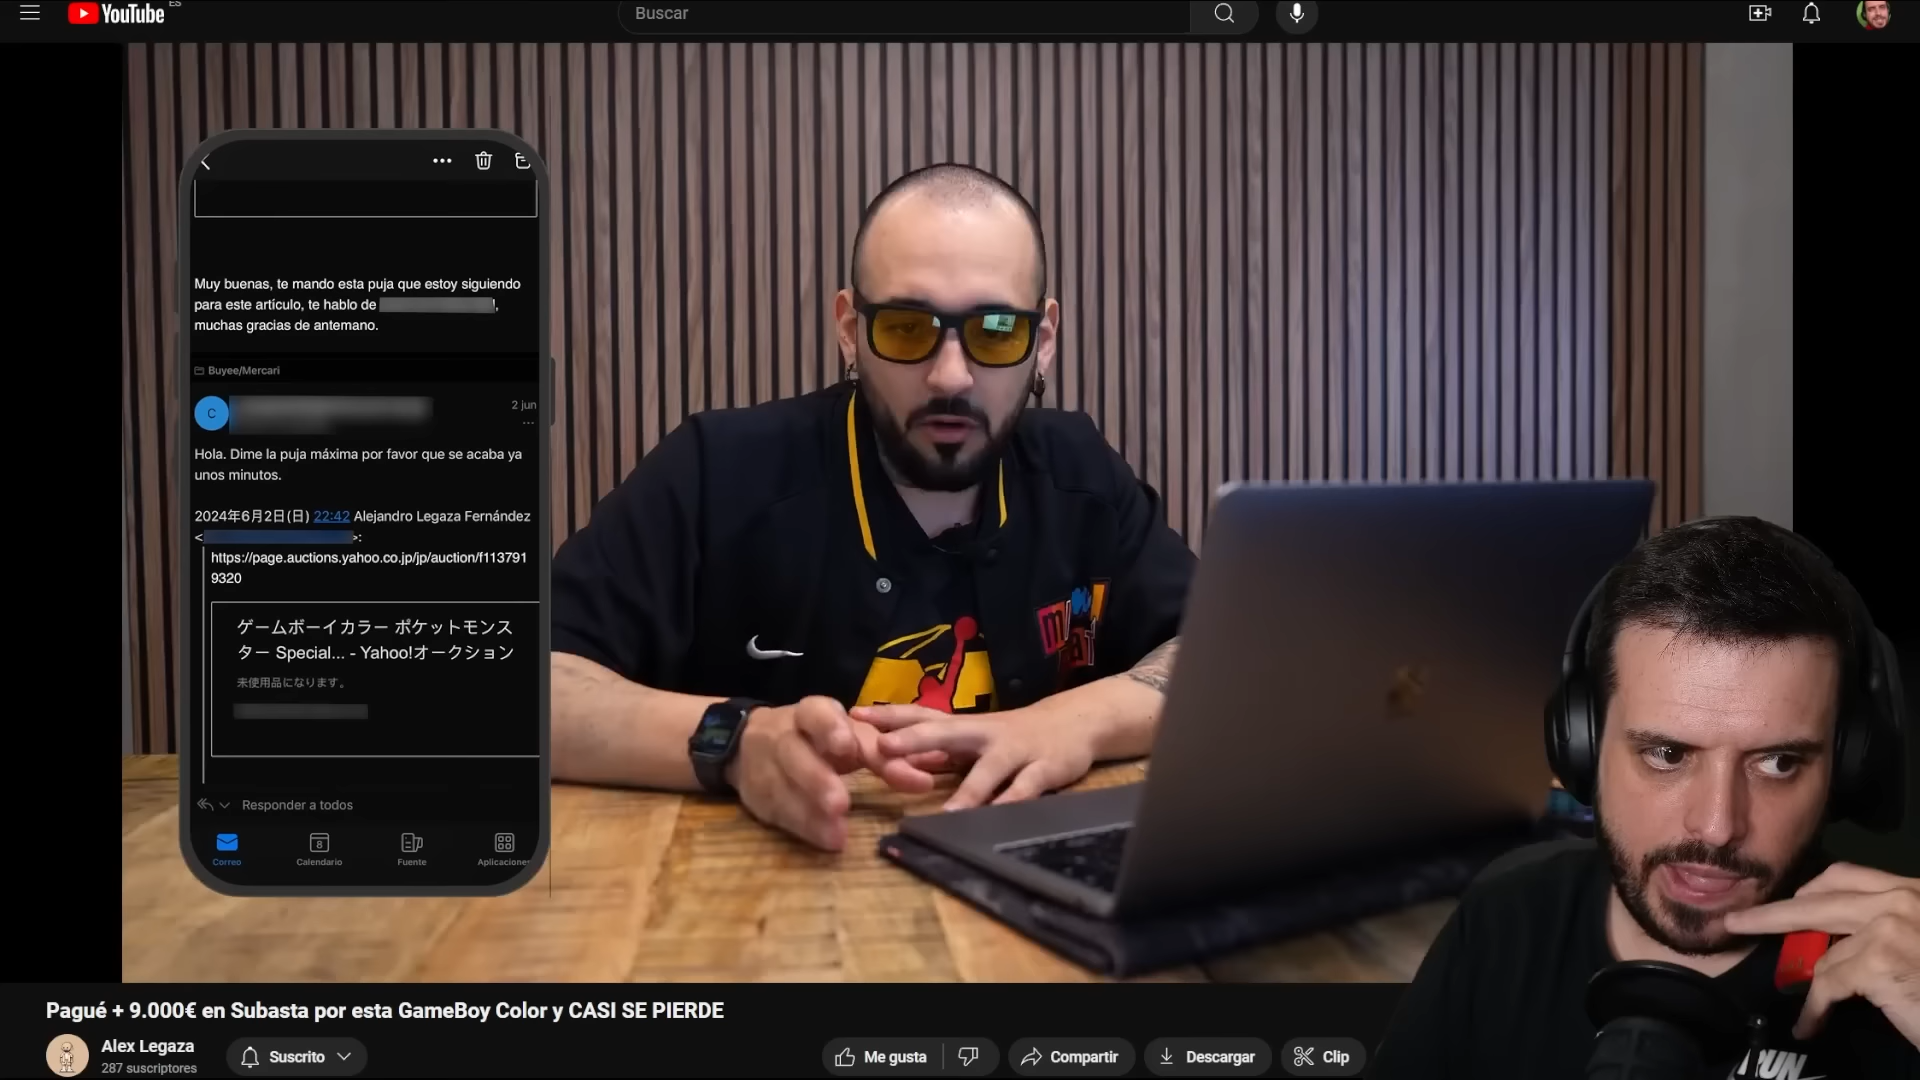 YouTube ES
Buscar
Muy buenas, te mando esta puja que estoy siguiendo
para este artículo, te hablo de
muchas gracias de antemano.
Buyee/Mercari
C
2 jun
Hola. Dime la puja máxima por favor que se acaba ya
unos minutos.
2024年6月2日(日) 22:42 Alejandro Legaza Fernández
< >:
https://page.auctions.yahoo.co.jp/jp/auction/f113791
9320
ゲームボーイカラー ポケットモンス
ター Special... - Yahoo!オークション
未使用品になります。
Responder a todos
8
Correo
Calendario
Fuente
Aplicaciones
Pagué + 9.000€ en Subasta por esta GameBoy Color y CASI SE PIERDE
Alex Legaza
287 suscriptores
Suscrito
Me gusta
Compartir
Descargar
Clip
RUN